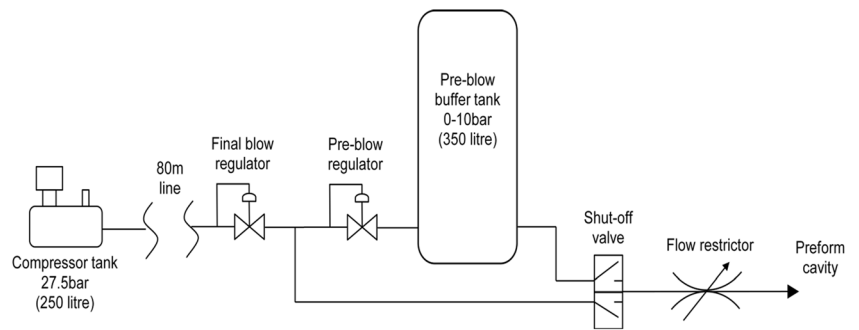 Pre-blow
buffer tank
0-10bar
(350 litre)
Final blow
regulator
Pre-blow
regulator
80m
line
Shut-off
valve
Flow restrictor
Preform
cavity
Compressor tank
27.5bar
(250 litre)